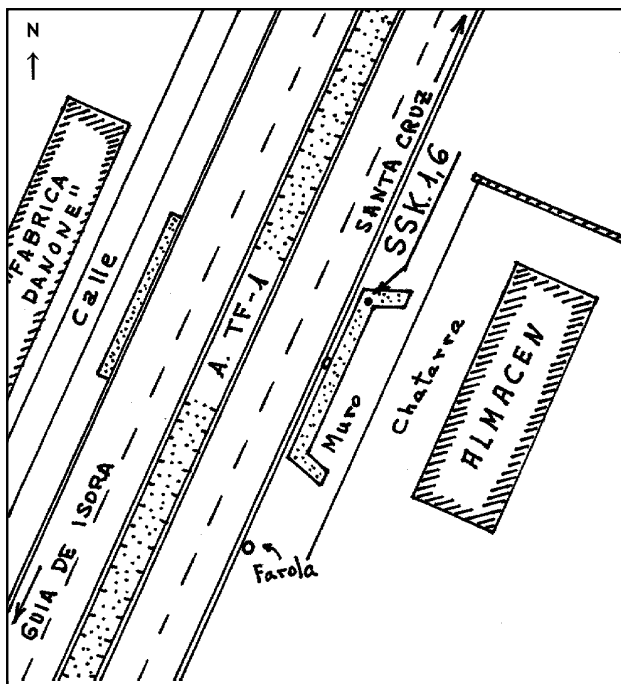 N
"FABRICA
DANONE"
Calle
A. TF-1
SANTA CRUZ
SSK.1,6
Chatarra
ALMACEN
Muro
GUIA DE ISORA
Farola